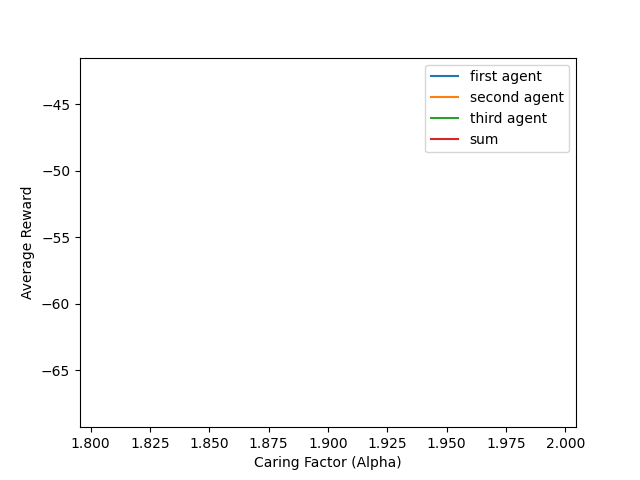 first agent
second agent
third agent
sum
−45
−50
−55
−60
−65
Average Reward
1.800 1.825 1.850 1.875 1.900 1.925 1.950 1.975 2.000
Caring Factor (Alpha)